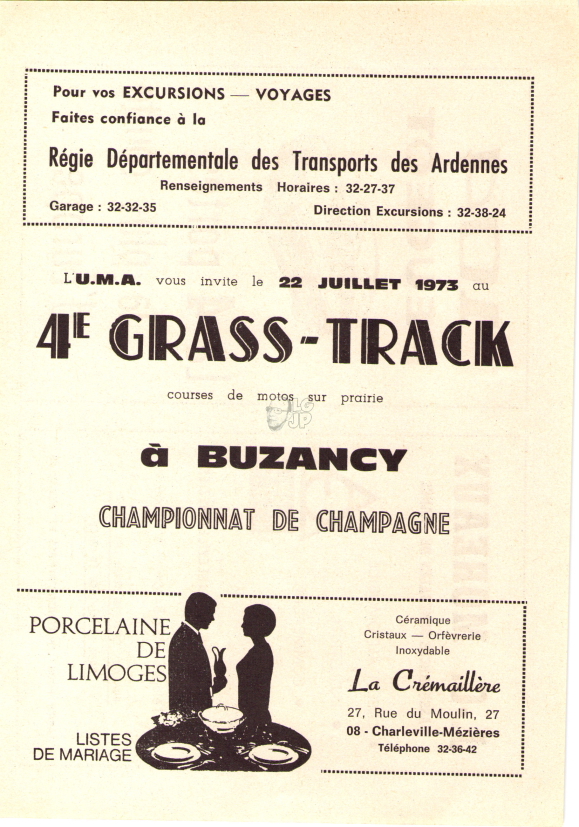 Pour vos EXCURSIONS — VOYAGES
Faites confiance à la
Régie Départementale des Transports des Ardennes
Renseignements Horaires : 32-27-37
Garage : 32-32-35
Direction Excursions : 32-38-24
L'U.M.A. vous invite le 22 JUILLET 1973 au
4E GRASS-TRACK
courses de motos sur prairie
LG
JP
à BUZANCY
CHAMPIONNAT DE CHAMPAGNE
PORCELAINE
DE
LIMOGES
LISTES
DE MARIAGE
Céramique
Cristaux — Orfèvrerie
Inoxydable
La Crémaillère
27, Rue du Moulin, 27
08 - Charleville-Mézières
Téléphone 32-36-42